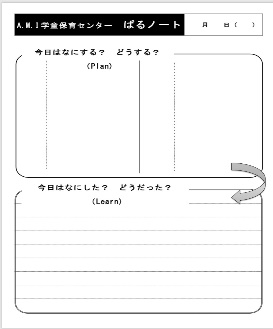 A.M.I学童保育センター ぱるノート 月 日( )
今日はなにする? どうする?
(Plan)
今日はなにした? どうだった?
(Learn)